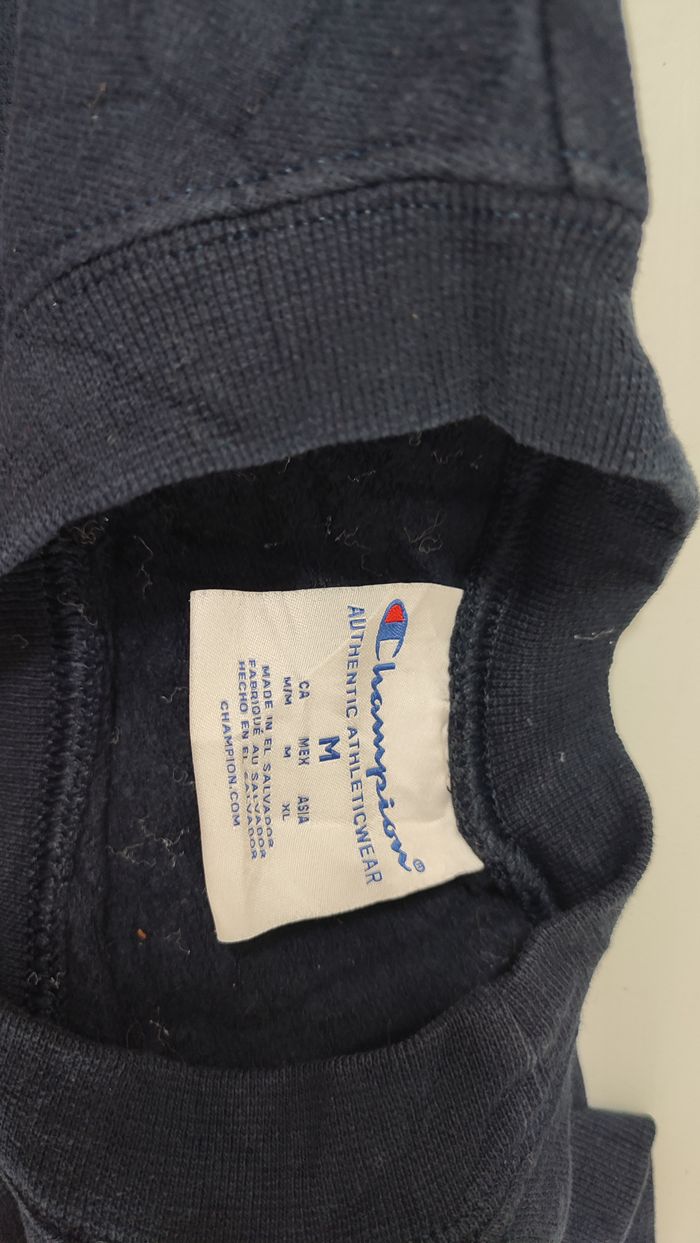 Champion®
AUTHENTIC ATHLETICWEAR
M
CA MEX ASIA
M/M M XL
MADE IN EL SALVADOR
FABRIQUÉ AU SALVADOR
HECHO EN EL SALVADOR
CHAMPION.COM